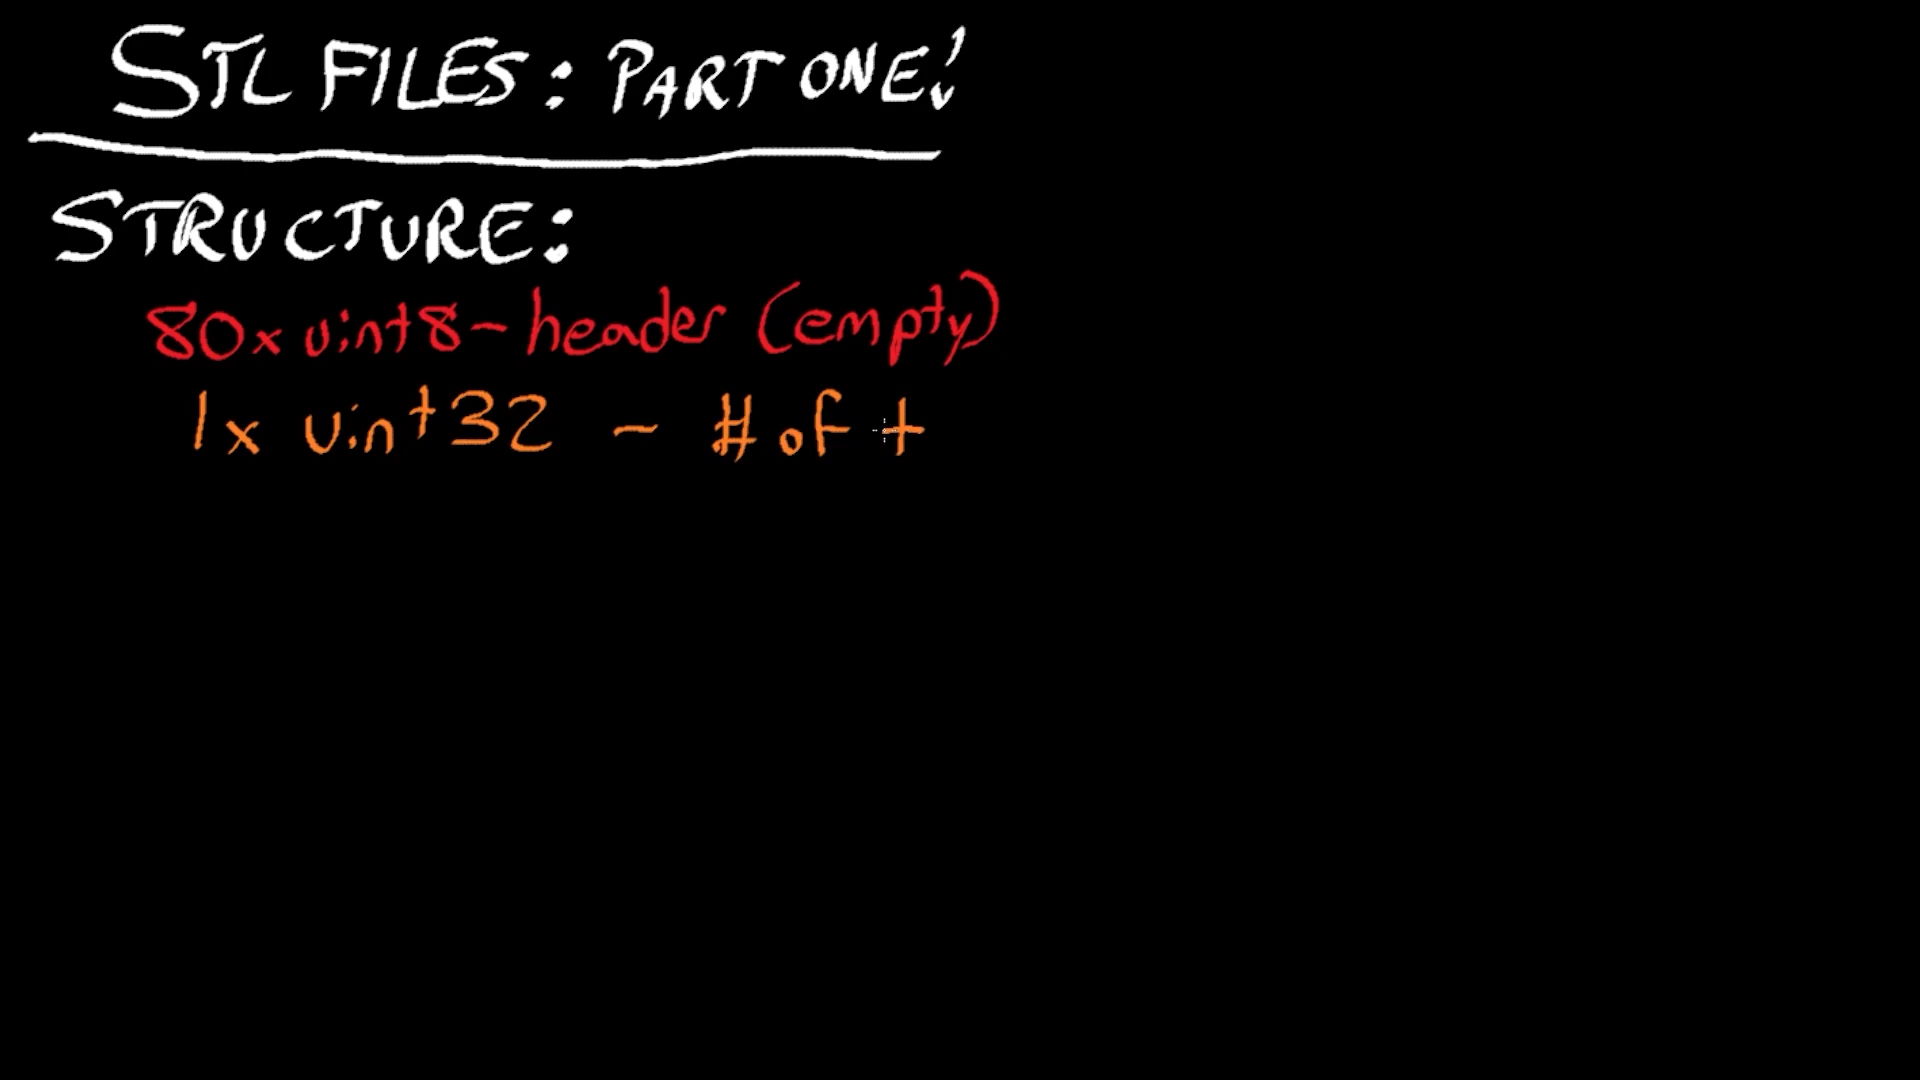 STL FILES: PART ONE!
STRUCTURE:
80x uint8 - header (empty)
1x uint32 - # of t